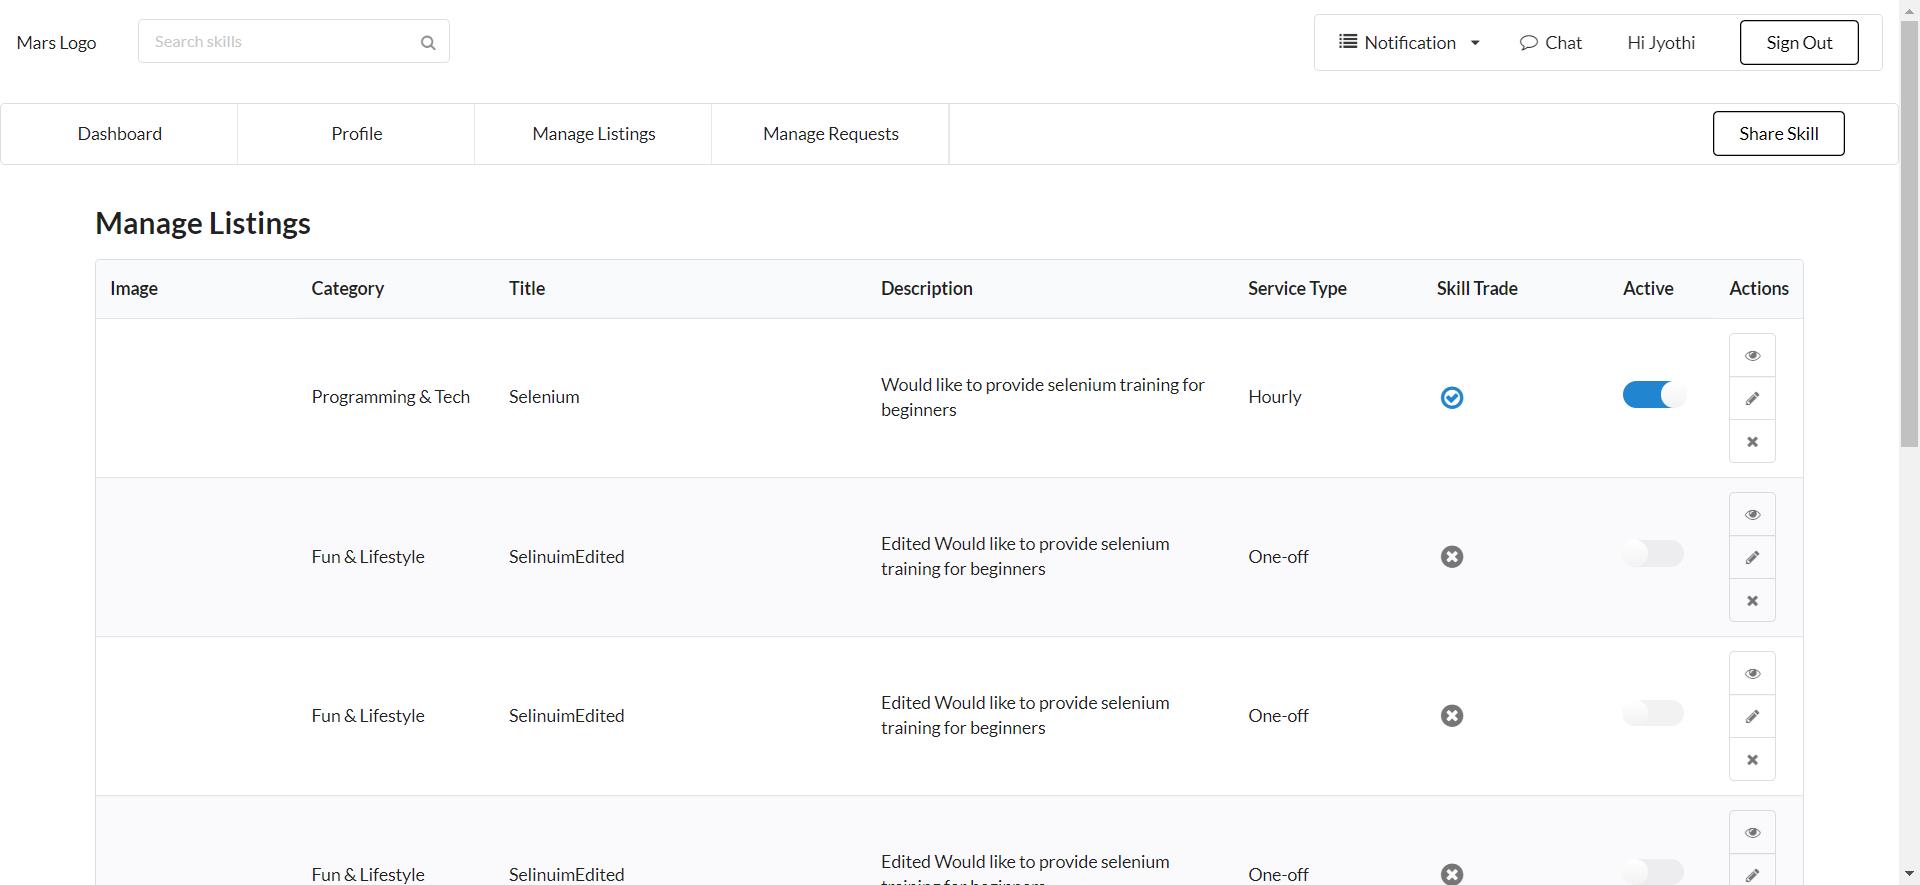 Mars Logo
Search skills
Notification
Chat
Hi Jyothi
Sign Out
Dashboard
Profile
Manage Listings
Manage Requests
Share Skill
Manage Listings
Image Category Title Description Service Type Skill Trade Active Actions
Programming & Tech
Selenium
Would like to provide selenium training for
beginners
Hourly
Fun & Lifestyle
SelinuimEdited
Edited Would like to provide selenium
training for beginners
One-off
Fun & Lifestyle
SelinuimEdited
Edited Would like to provide selenium
training for beginners
One-off
Fun & Lifestyle
SelinuimEdited
Edited Would like to provide selenium
One-off